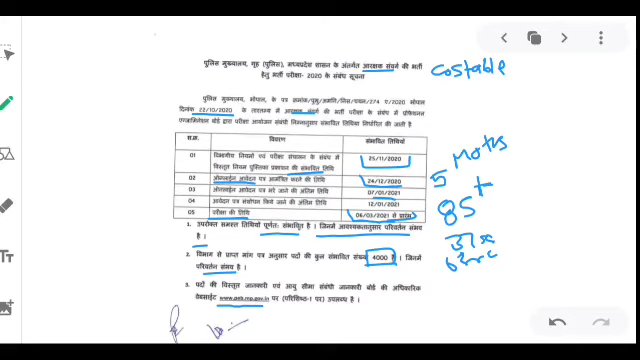 पुलिस मुख्यालय, गृह (पुलिस), मध्यप्रदेश शासन के अंतर्गत आरक्षक संवर्ग की भर्ती
हेतु भर्ती परीक्षा- 2020 के संबंध सूचना
costable
पुलिस मुख्यालय, भोपाल, के पत्र क्रमांक/पुमु/ /274 ए/2020 भोपाल
दिनांक 22/10/2020 के तारतम्य में आरक्षक संवर्ग की भर्ती परीक्षा के संबंध में प्रोफेशनल
एग्जामिनेशन बोर्ड द्वारा परीक्षा आयोजन संबंधी निम्नानुसार संभावित तिथियां निर्धारित की जाती है
स.क्र. विवरण संभावित तिथियॉं
01 विभागीय नियमों एवं परीक्षा संचालन के संबंध में
विस्तृत नियम पुस्तिका प्रकाशन की संभावित तिथि 25/11/2020
02 ऑनलाईन आवेदन पत्र आमंत्रित करने की तिथि 24/12/2020
03 ऑनलाईन आवेदन पत्र भरे जाने की अंतिम तिथि 07/01/2021
04 आवेदन पत्र संशोधन किये जाने की अंतिम तिथि 12/01/2021
05 परीक्षा की तिथि 06/03/2021 से प्रारंभ
1. उपरोक्त समस्त तिथियॉं पूर्णतः संभावित है । जिनमें आवश्यकतानुसार परिवर्तन संभव
है ।
2. विभाग से प्राप्त मांग पत्र अनुसार पदों की कुल संभावित संख्या 4000 है । जिनमें
परिवर्तन संभव है ।
3. पदों की विस्तृत जानकारी एवं आयु सीमा संबंधी जानकारी बोर्ड की अधिकारिक
वेबसाईट www.peb.mp.gov.in पर (परिशिष्ठ-1 पर) उपलब्ध है ।
5 Moths
85